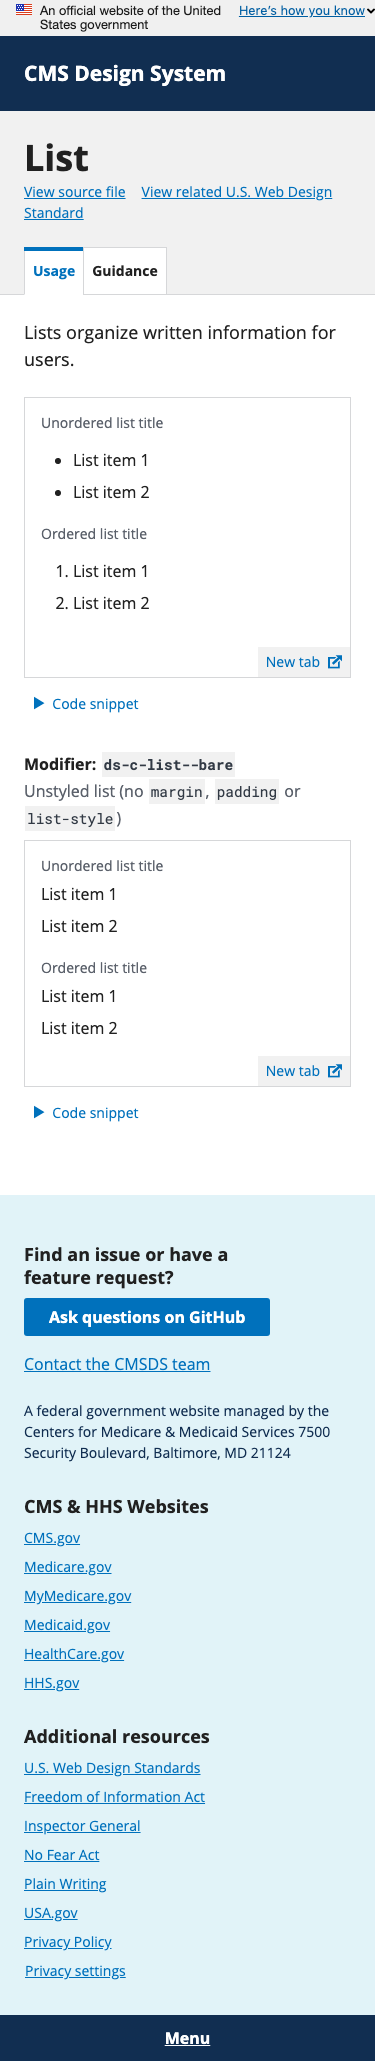 An official website of the United States government
Here's how you know
CMS Design System
List
View source file View related U.S. Web Design
Standard
Usage Guidance
Lists organize written information for
users.
Unordered list title
• List item 1
• List item 2
Ordered list title
1. List item 1
2. List item 2
New tab
Code snippet
Modifier: ds-c-list--bare
Unstyled list (no margin, padding or
list-style)
Unordered list title
List item 1
List item 2
Ordered list title
List item 1
List item 2
New tab
Code snippet
Find an issue or have a
feature request?
Ask questions on GitHub
Contact the CMSDS team
A federal government website managed by the
Centers for Medicare & Medicaid Services 7500
Security Boulevard, Baltimore, MD 21124
CMS & HHS Websites
CMS.gov
Medicare.gov
MyMedicare.gov
Medicaid.gov
HealthCare.gov
HHS.gov
Additional resources
U.S. Web Design Standards
Freedom of Information Act
Inspector General
No Fear Act
Plain Writing
USA.gov
Privacy Policy
Privacy settings
Menu